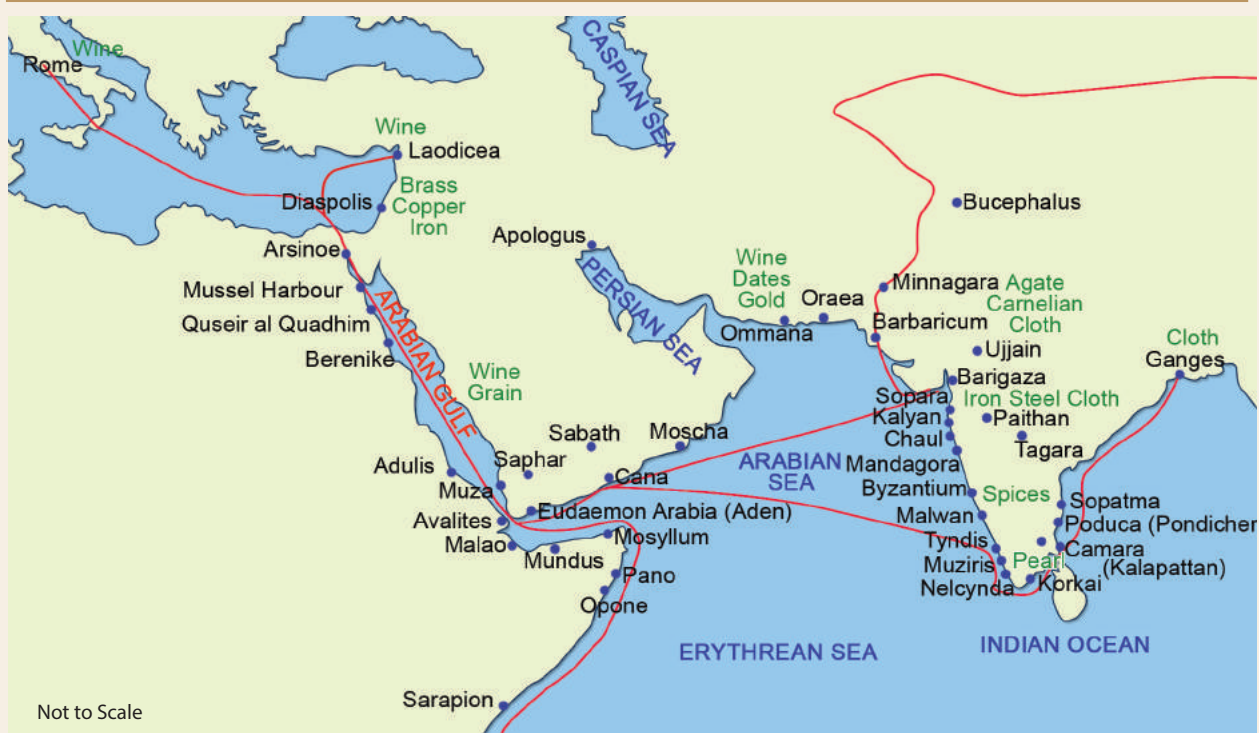 Wine
Rome
CASPIAN SEA
Wine
Laodicea
Brass
Copper
Iron
Diaspolis
Bucephalus
Arsinoe
Apologus
PERSIAN SEA
Wine
Dates
Gold
Oraea
Ommana
Minnagara
Agate
Carnelian
Cloth
Barbaricum
Ujjain
Cloth
Ganges
Mussel Harbour
Quseir al Quadhim
Berenike
ARABIAN GULF
Wine
Grain
Barigaza
Iron Steel Cloth
Sopara
Kalyan
Chaul
Paithan
Tagara
Sabath
Moscha
Saphar
Cana
ARABIAN
SEA
Adulis
Muza
Mandagora
Byzantium
Spices
Sopatma
Avalites
Eudaemon Arabia (Aden)
Malwan
Poduca (Pondicher
Malao
Mosyllum
Mundus
Tyndis
Camara
(Kalapattan)
Muziris
Pearl
Nelcynda
Korkai
Pano
Opone
ERYTHREAN SEA
INDIAN OCEAN
Sarapion
Not to Scale